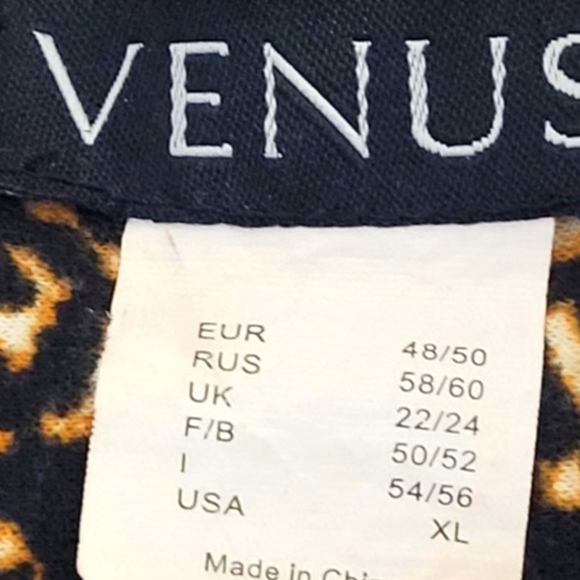 VENUS
EUR 48/50
RUS 58/60
UK 22/24
F/B 50/52
I 54/56
USA XL
Made in